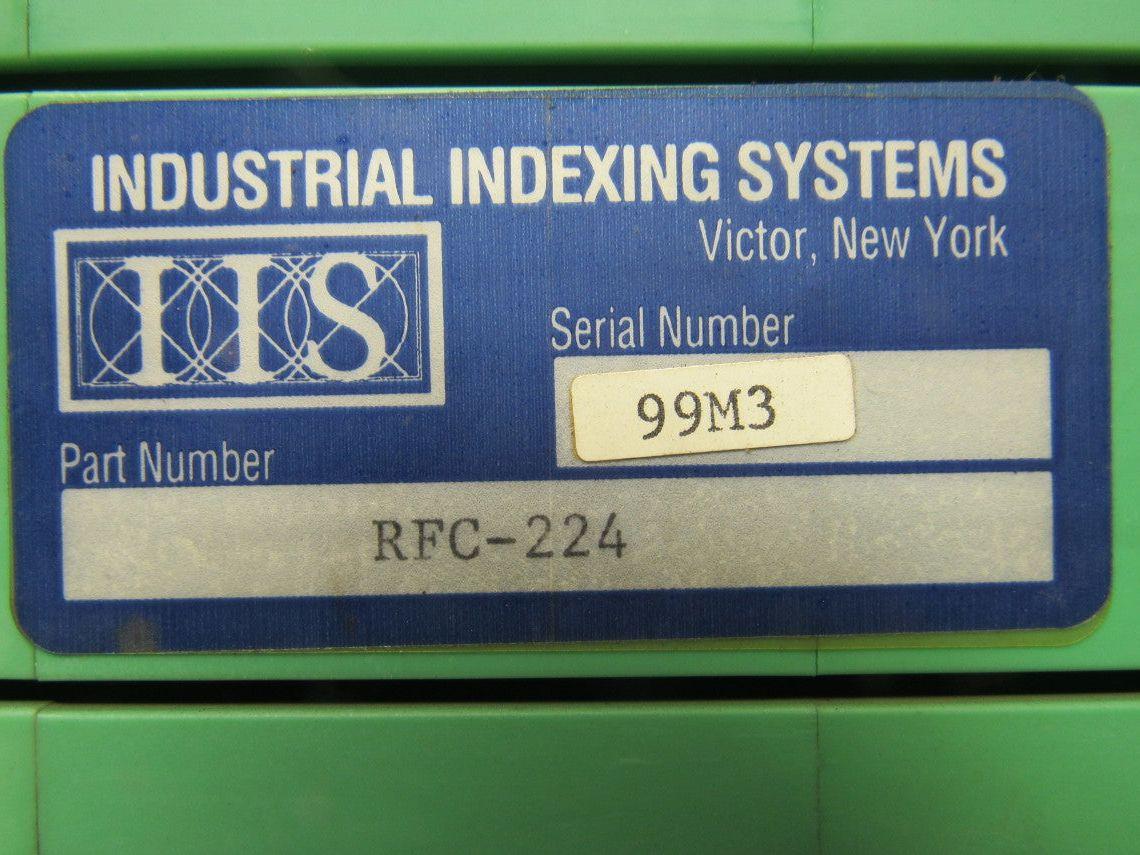 INDUSTRIAL INDEXING SYSTEMS
Victor, New York
IIS
Serial Number
99M3
Part Number
RFC-224